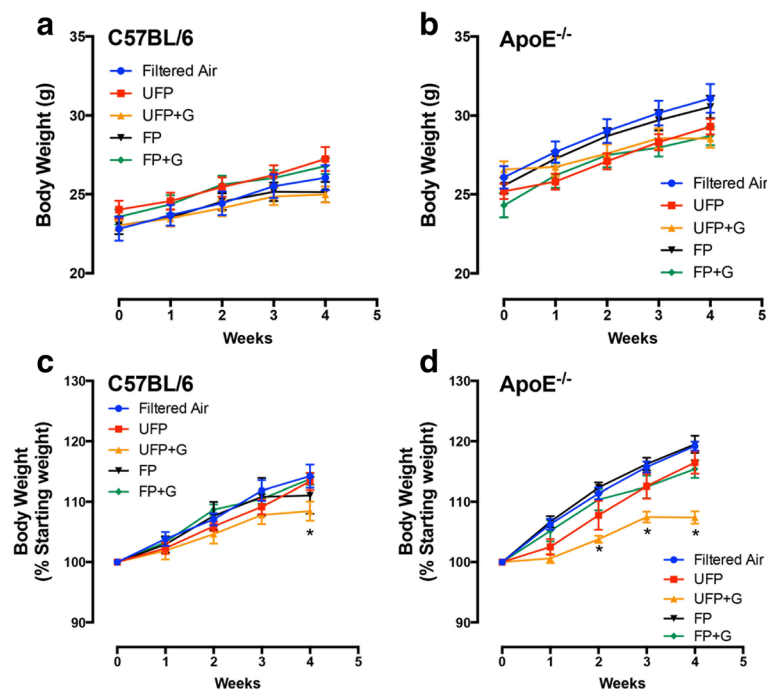 a
C57BL/6
35
30
25
20
Body Weight (g)
Filtered Air
UFP
UFP+G
FP
FP+G
0 1 2 3 4 5
Weeks
b
ApoE-/-
35
30
25
20
Body Weight (g)
Filtered Air
UFP
UFP+G
FP
FP+G
0 1 2 3 4 5
Weeks
c
C57BL/6
130
120
110
100
90
Body Weight
(% Starting weight)
Filtered Air
UFP
UFP+G
FP
FP+G
*
0 1 2 3 4 5
Weeks
d
ApoE-/-
130
120
110
100
90
Body Weight
(% Starting weight)
* * *
Filtered Air
UFP
UFP+G
FP
FP+G
0 1 2 3 4 5
Weeks